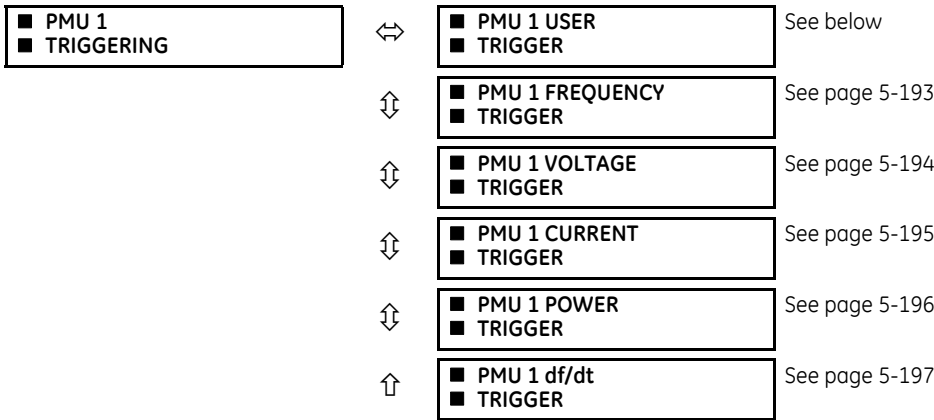 ■ PMU 1
■ TRIGGERING
■ PMU 1 USER
■ TRIGGER
See below
■ PMU 1 FREQUENCY
■ TRIGGER
See page 5-193
■ PMU 1 VOLTAGE
■ TRIGGER
See page 5-194
■ PMU 1 CURRENT
■ TRIGGER
See page 5-195
■ PMU 1 POWER
■ TRIGGER
See page 5-196
■ PMU 1 df/dt
■ TRIGGER
See page 5-197